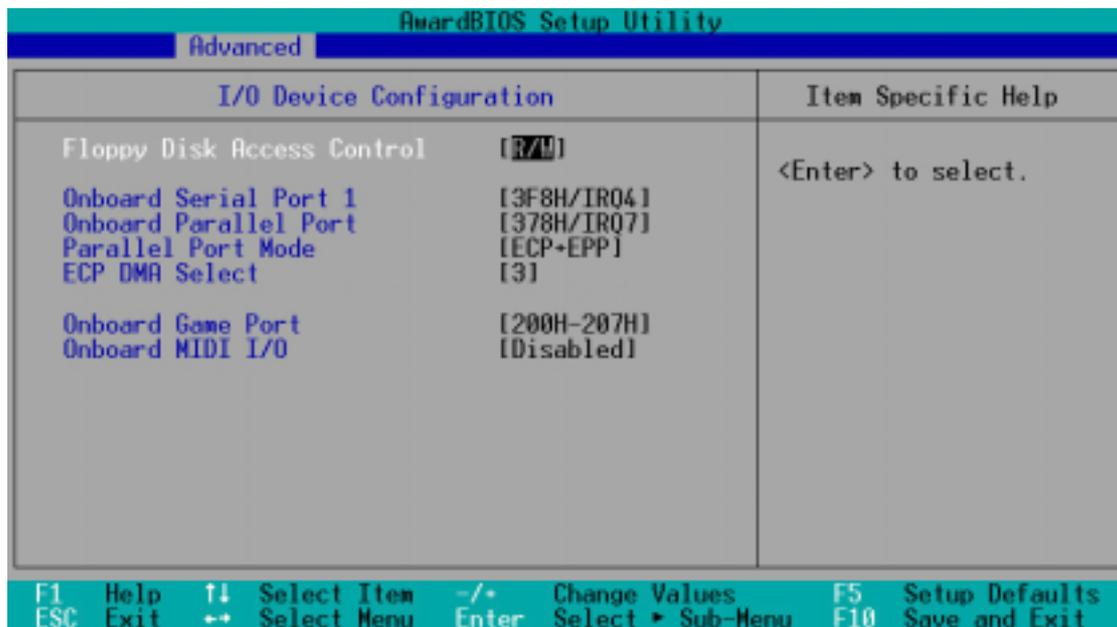 AwardBIOS Setup Utility
Advanced
I/O Device Configuration
Item Specific Help
Floppy Disk Access Control [R/W]
<Enter> to select.
Onboard Serial Port 1 [3F8H/IRQ4]
Onboard Parallel Port [378H/IRQ7]
Parallel Port Mode [ECP+EPP]
ECP DMA Select [3]
Onboard Game Port [200H-207H]
Onboard MIDI I/O [Disabled]
F1 Help ↑↓ Select Item -/+ Change Values F5 Setup Defaults
ESC Exit ←→ Select Menu Enter Select ► Sub-Menu F10 Save and Exit